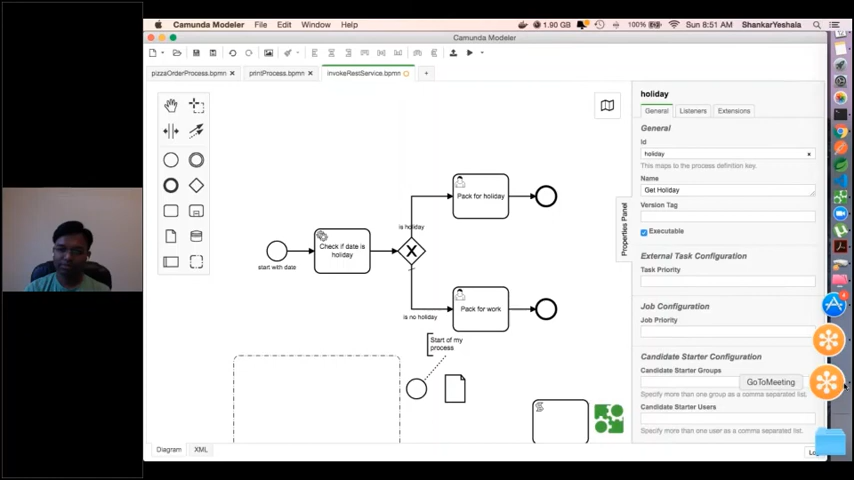 Camunda Modeler File Edit Window Help 1.90 GB 100% Sun 8:51 AM ShankarYeshala
Camunda Modeler
pizzaOrderProcess.bpmn × printProcess.bpmn × invokeRestService.bpmn +
holiday
General Listeners Extensions
General
Id
holiday ×
This maps to the process definition key.
Name
Get Holiday
Version Tag
Executable
External Task Configuration
Task Priority
Job Configuration
Job Priority
Candidate Starter Configuration
Candidate Starter Groups
Specify more than one group as a comma separated list.
Candidate Starter Users
Specify more than one user as a comma separated list.
GoToMeeting
Properties Panel
Pack for holiday
is holiday
Check if date is
holiday
start with date
X
is no holiday
Pack for work
Start of my
process
Diagram XML